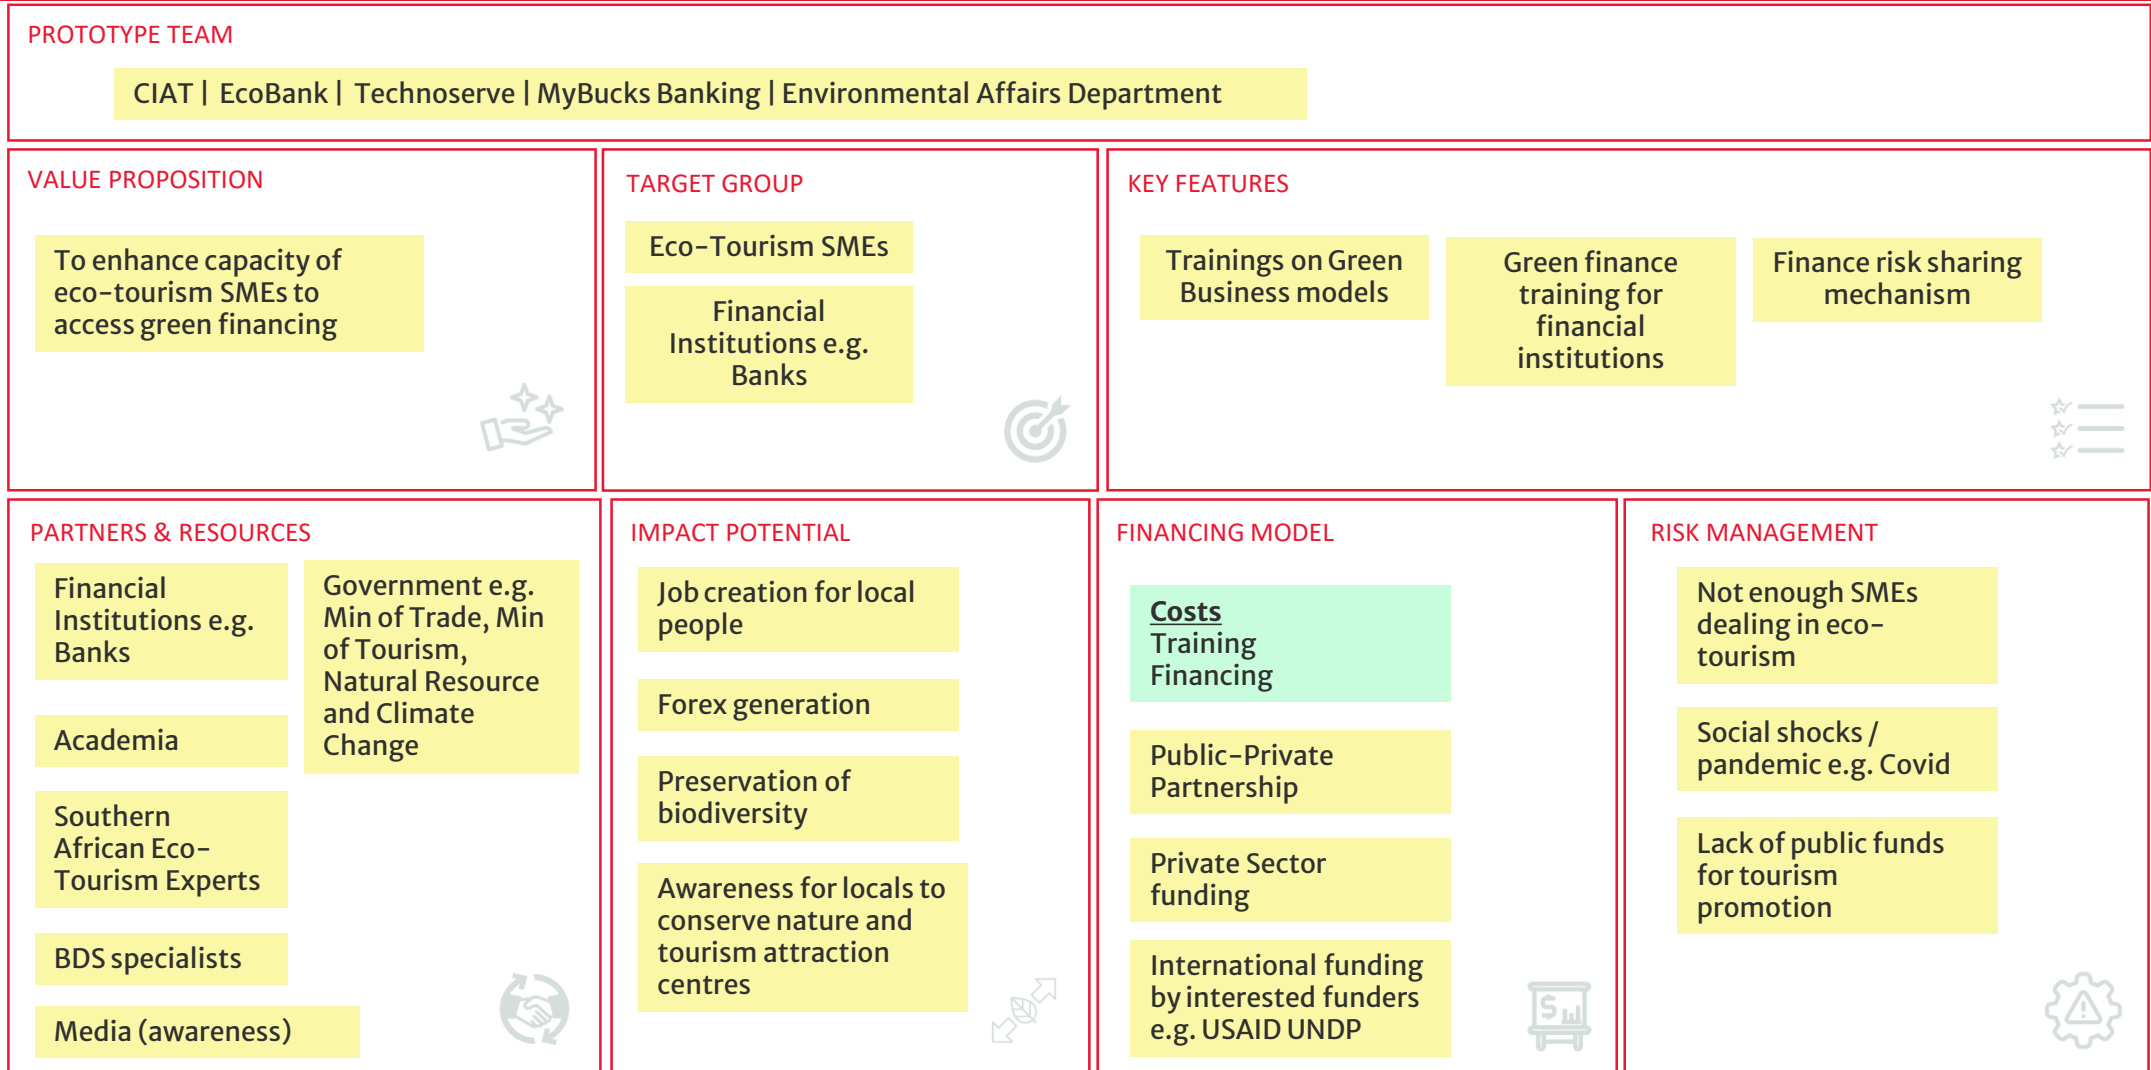 PROTOTYPE TEAM
CIAT | EcoBank | Technoserve | MyBucks Banking | Environmental Affairs Department
VALUE PROPOSITION
To enhance capacity of
eco-tourism SMEs to
access green financing
TARGET GROUP
Eco-Tourism SMEs
Financial
Institutions e.g.
Banks
KEY FEATURES
Trainings on Green
Business models
Green finance
training for
financial
institutions
Finance risk sharing
mechanism
PARTNERS & RESOURCES
Financial
Institutions e.g.
Banks
Academia
Southern
African Eco-
Tourism Experts
BDS specialists
Media (awareness)
Government e.g.
Min of Trade, Min
of Tourism,
Natural Resource
and Climate
Change
IMPACT POTENTIAL
Job creation for local
people
Forex generation
Preservation of
biodiversity
Awareness for locals to
conserve nature and
tourism attraction
centres
FINANCING MODEL
Costs
Training
Financing
Public-Private
Partnership
Private Sector
funding
International funding
by interested funders
e.g. USAID UNDP
$
RISK MANAGEMENT
Not enough SMEs
dealing in eco-
tourism
Social shocks /
pandemic e.g. Covid
Lack of public funds
for tourism
promotion